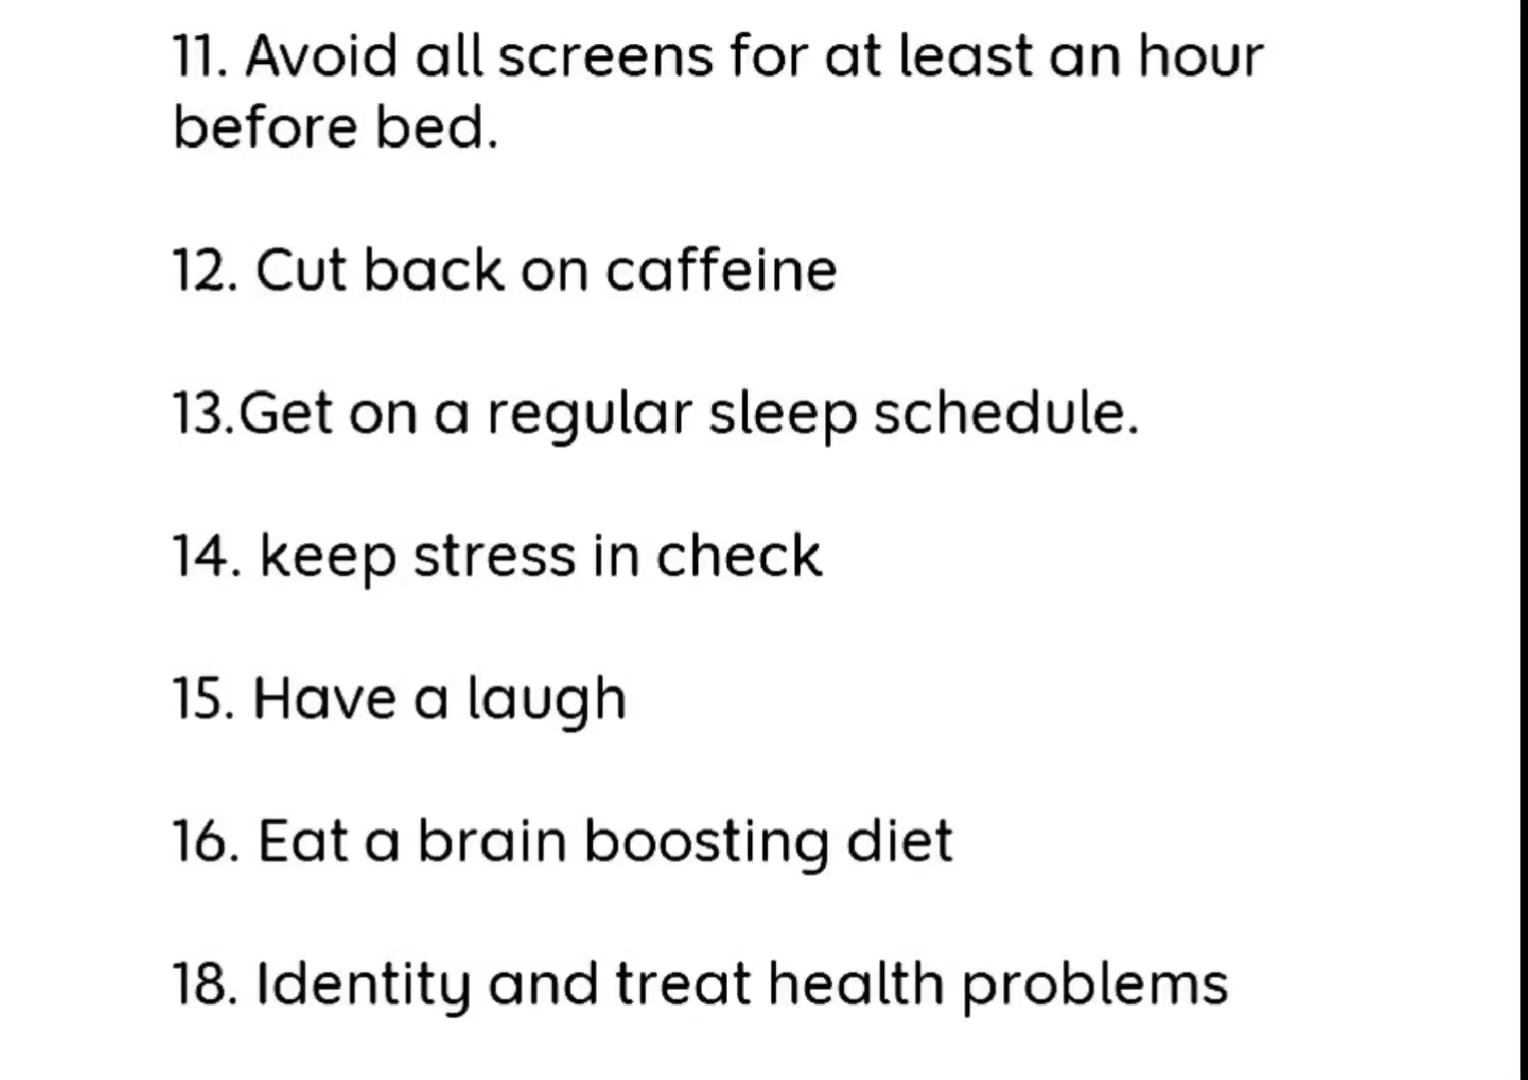 11. Avoid all screens for at least an hour
before bed.
12. Cut back on caffeine
13.Get on a regular sleep schedule.
14. keep stress in check
15. Have a laugh
16. Eat a brain boosting diet
18. Identity and treat health problems